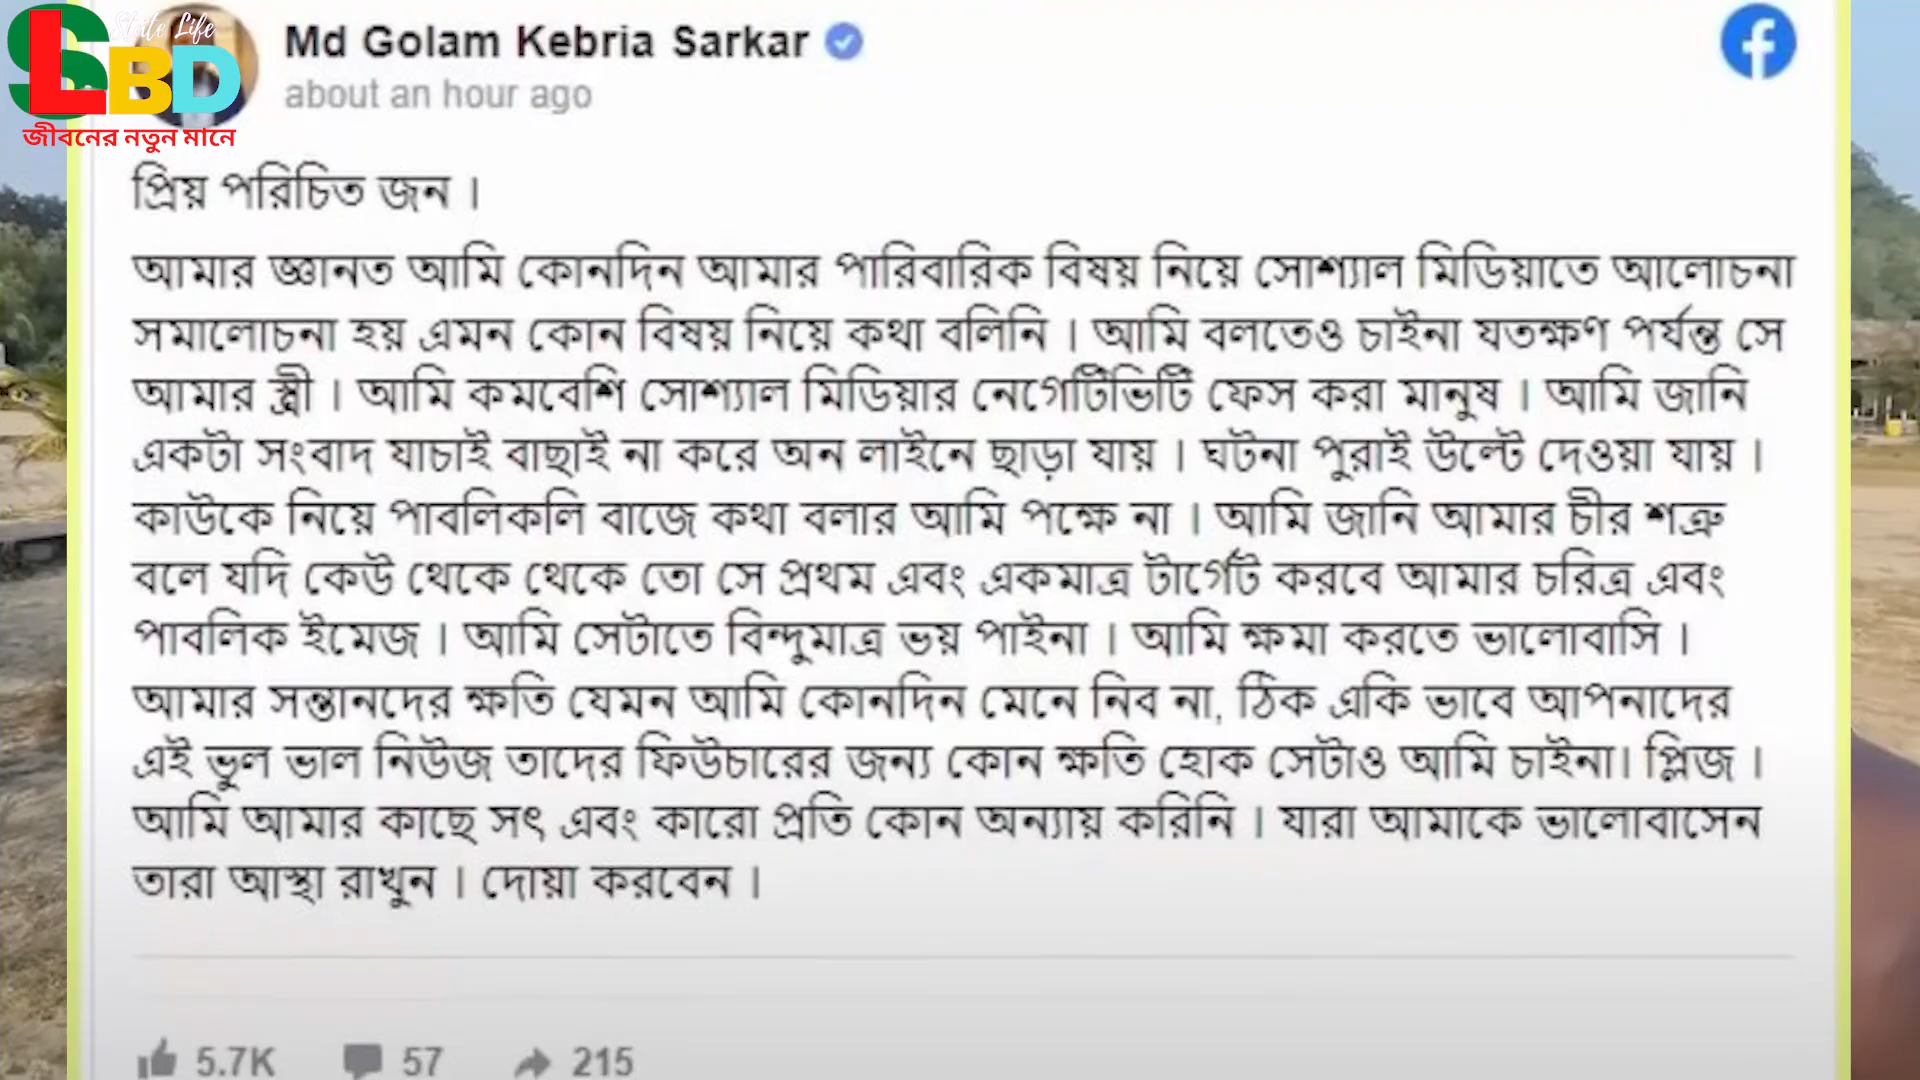 State Life
SLBD
জীবনের নতুন মানে
Md Golam Kebria Sarkar
about an hour ago
প্রিয় পরিচিত জন ।
আমার জ্ঞানত আমি কোনদিন আমার পারিবারিক বিষয় নিয়ে সোশ্যাল মিডিয়াতে আলোচনা
সমালোচনা হয় এমন কোন বিষয় নিয়ে কথা বলিনি । আমি বলতেও চাইনা যতক্ষণ পর্যন্ত সে
আমার স্ত্রী । আমি কমবেশি সোশ্যাল মিডিয়ার নেগেটিভিটি ফেস করা মানুষ । আমি জানি
একটা সংবাদ যাচাই বাছাই না করে অন লাইনে ছাড়া যায় । ঘটনা পুরাই উল্টে দেওয়া যায় ।
কাউকে নিয়ে পাবলিকলি বাজে কথা বলার আমি পক্ষে না । আমি জানি আমার চীর শত্রু
বলে যদি কেউ থেকে থেকে তো সে প্রথম এবং একমাত্র টার্গেট করবে আমার চরিত্র এবং
পাবলিক ইমেজ । আমি সেটাতে বিন্দুমাত্র ভয় পাইনা । আমি ক্ষমা করতে ভালোবাসি ।
আমার সন্তানদের ক্ষতি যেমন আমি কোনদিন মেনে নিব না, ঠিক একি ভাবে আপনাদের
এই ভুল ভাল নিউজ তাদের ফিউচারের জন্য কোন ক্ষতি হোক সেটাও আমি চাইনা। প্লিজ ।
আমি আমার কাছে সৎ এবং কারো প্রতি কোন অন্যায় করিনি । যারা আমাকে ভালোবাসেন
তারা আস্থা রাখুন । দোয়া করবেন ।
5.7K 57 215